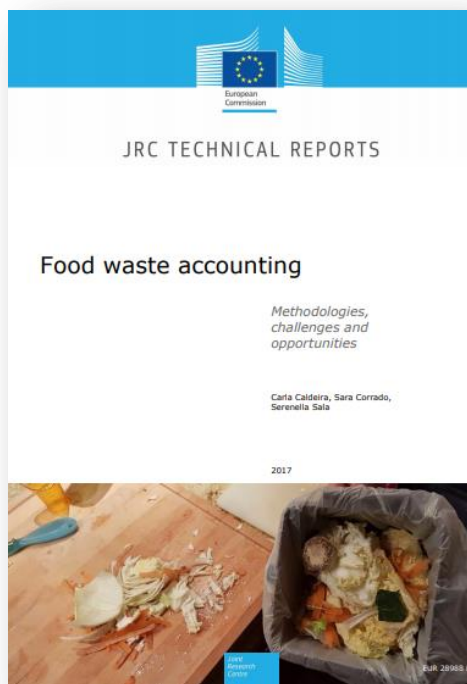 European
Commission
JRC TECHNICAL REPORTS
Food waste accounting
Methodologies,
challenges and
opportunities
Carla Caldeira, Sara Corrado,
Serenella Sala
2017
Joint
Research
Centre
EUR 28988